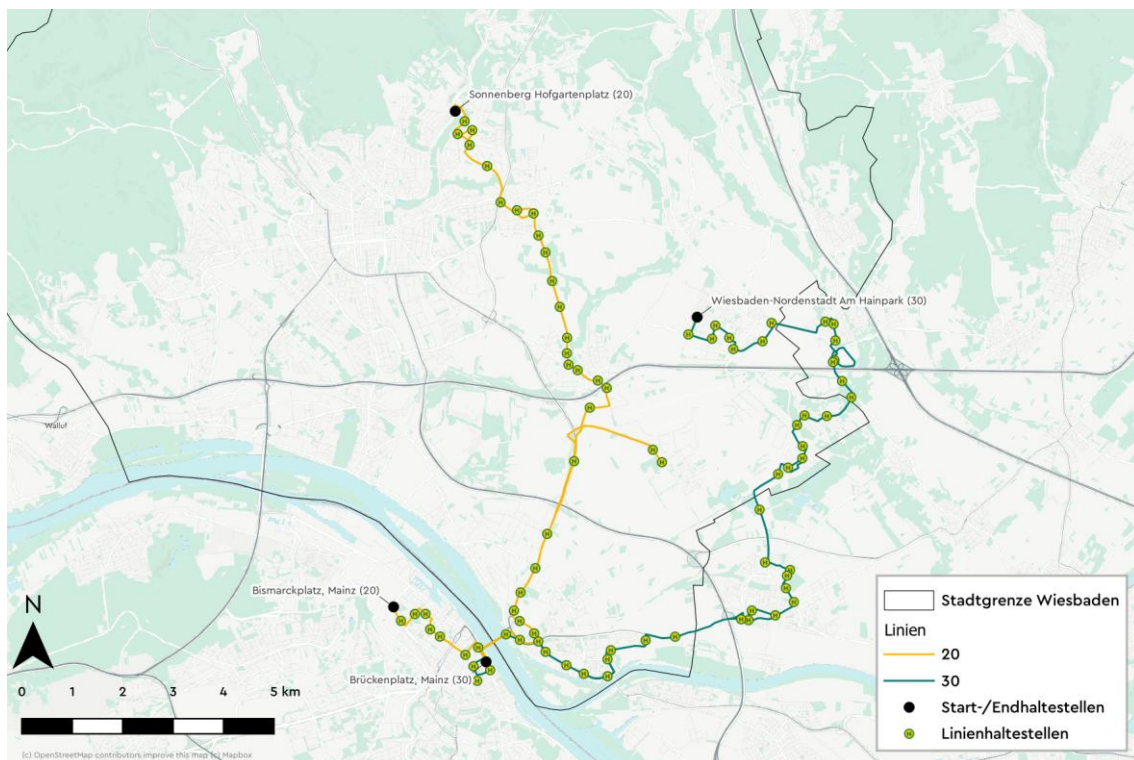 Sonnenberg Hofgartenplatz (20)
Wiesbaden-Nordenstadt Am Hainpark (30)
Walluf
Bismarckplatz, Mainz (20)
Brückenplatz, Mainz (30)
N
0 1 2 3 4 5 km
(c) OpenStreetMap contributors improve this map (c) Mapbox
Stadtgrenze Wiesbaden
Linien
20
30
Start-/Endhaltestellen
H Linienhaltestellen